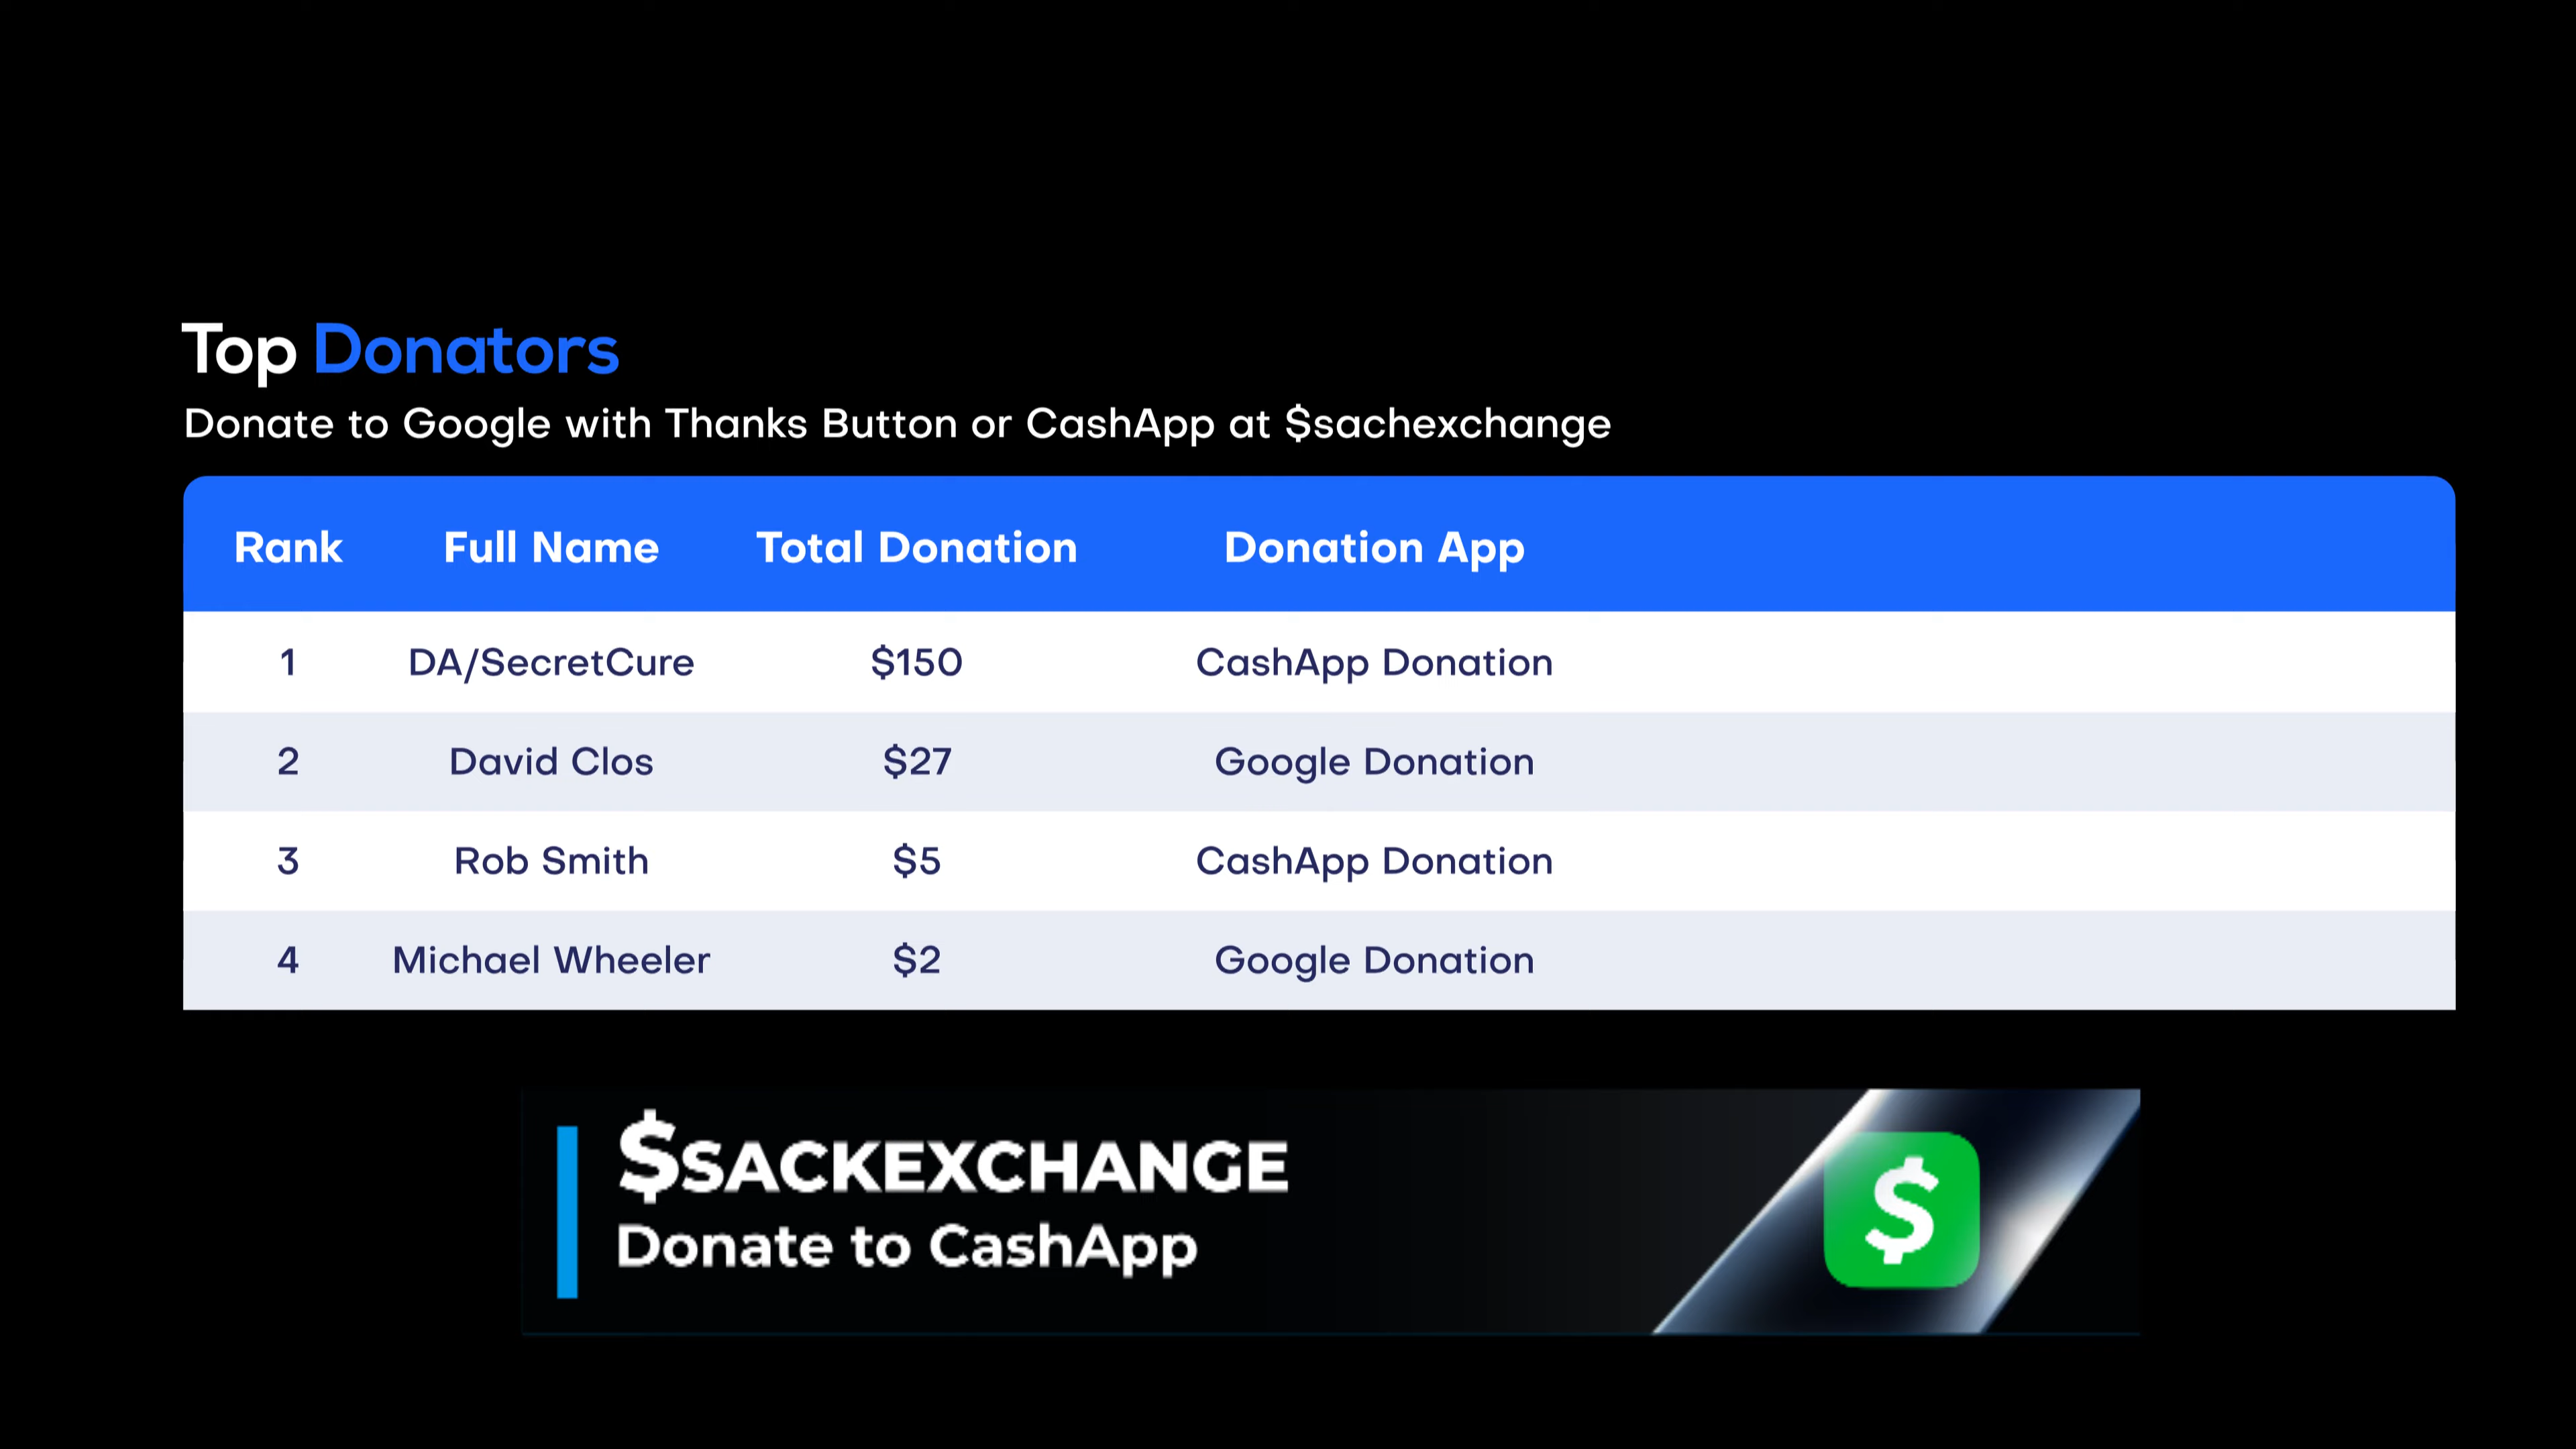 Top Donators
Donate to Google with Thanks Button or CashApp at $sachexchange
Rank Full Name Total Donation Donation App
1 DA/SecretCure $150 CashApp Donation
2 David Clos $27 Google Donation
3 Rob Smith $5 CashApp Donation
4 Michael Wheeler $2 Google Donation
$SACKEXCHANGE
Donate to CashApp
$